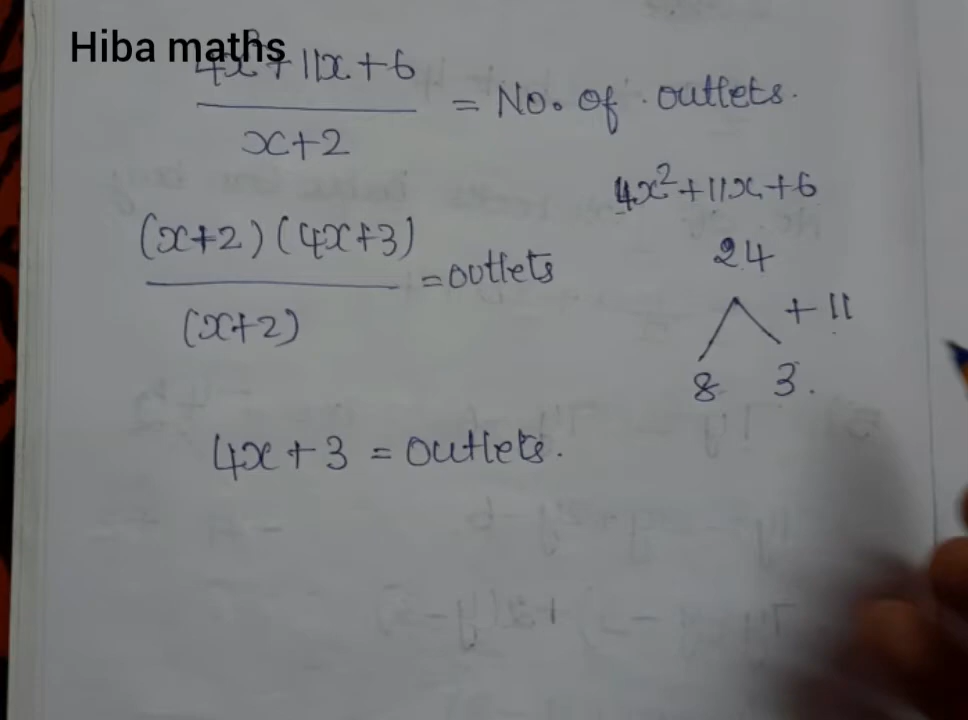 Hiba maths
4x²+11x+6
x+2
= No. of outlets.
4x²+11x+6
24
+11
8 3.
(x+2)(4x+3)
(x+2)
=outlets
4x+3 = outlets.